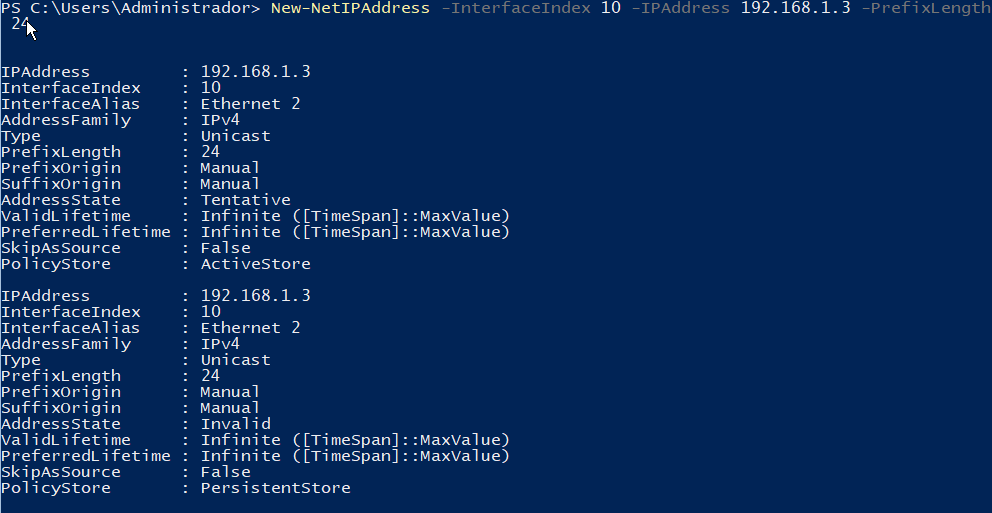 PS C:\Users\Administrador> New-NetIPAddress -InterfaceIndex 10 -IPAddress 192.168.1.3 -PrefixLength
24
IPAddress : 192.168.1.3
InterfaceIndex : 10
InterfaceAlias : Ethernet 2
AddressFamily : IPv4
Type : Unicast
PrefixLength : 24
PrefixOrigin : Manual
SuffixOrigin : Manual
AddressState : Tentative
ValidLifetime : Infinite ([TimeSpan]::MaxValue)
PreferredLifetime : Infinite ([TimeSpan]::MaxValue)
SkipAsSource : False
PolicyStore : ActiveStore
IPAddress : 192.168.1.3
InterfaceIndex : 10
InterfaceAlias : Ethernet 2
AddressFamily : IPv4
Type : Unicast
PrefixLength : 24
PrefixOrigin : Manual
SuffixOrigin : Manual
AddressState : Invalid
ValidLifetime : Infinite ([TimeSpan]::MaxValue)
PreferredLifetime : Infinite ([TimeSpan]::MaxValue)
SkipAsSource : False
PolicyStore : PersistentStore